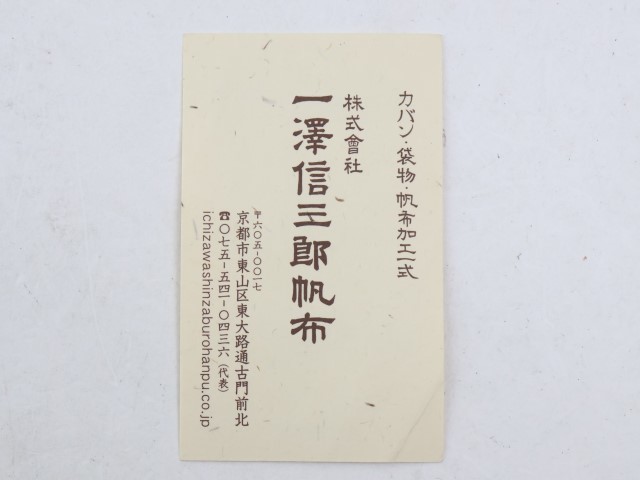 カバン・袋物・帆布加工一式
株式會社
一澤信三郎帆布
〒六〇五-〇〇一七
京都市東山区東大路通古門前北
☎〇七五-五四一-〇四三六(代表)
ichizawashinzaburohanpu.co.jp